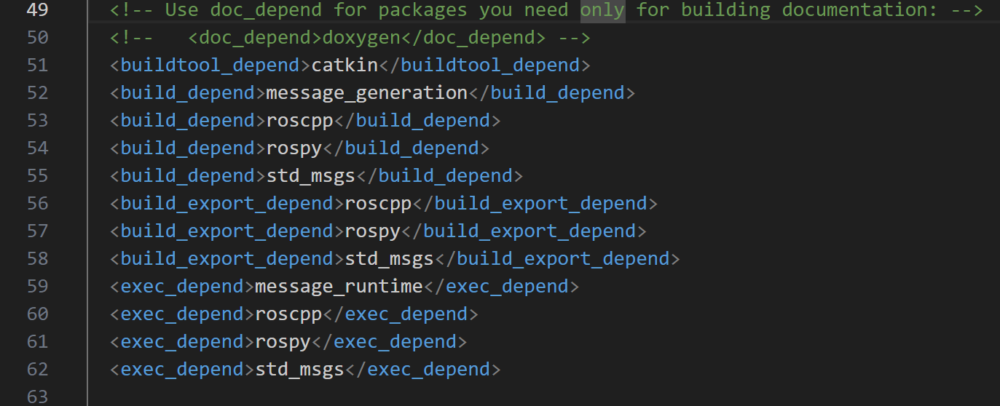 49 <!-- Use doc_depend for packages you need only for building documentation: -->
50 <!--   <doc_depend>doxygen</doc_depend> -->
51 <buildtool_depend>catkin</buildtool_depend>
52 <build_depend>message_generation</build_depend>
53 <build_depend>roscpp</build_depend>
54 <build_depend>rospy</build_depend>
55 <build_depend>std_msgs</build_depend>
56 <build_export_depend>roscpp</build_export_depend>
57 <build_export_depend>rospy</build_export_depend>
58 <build_export_depend>std_msgs</build_export_depend>
59 <exec_depend>message_runtime</exec_depend>
60 <exec_depend>roscpp</exec_depend>
61 <exec_depend>rospy</exec_depend>
62 <exec_depend>std_msgs</exec_depend>
63